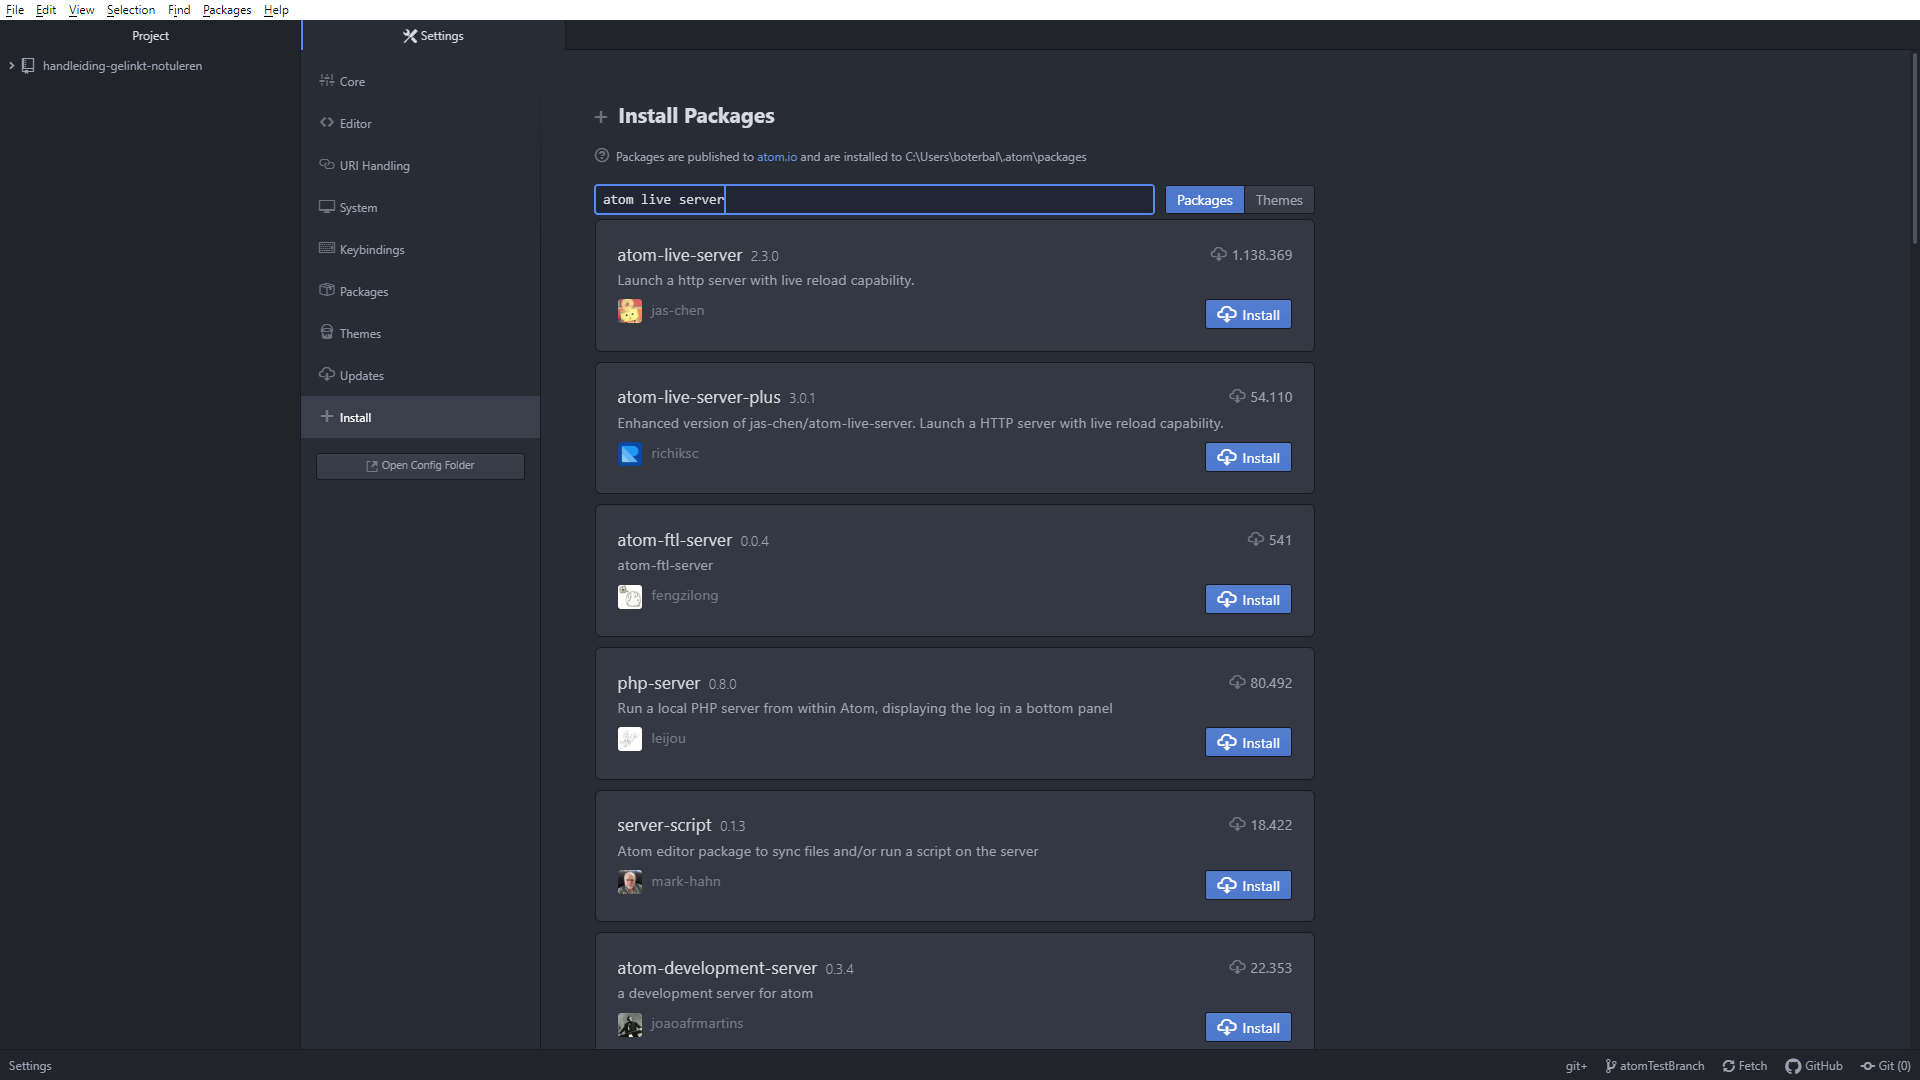 File Edit View Selection Find Packages Help
Project
Settings
handleiding-gelinkt-notuleren
Core
Editor
URI Handling
System
Keybindings
Packages
Themes
Updates
Install
Open Config Folder
Install Packages
Packages are published to atom.io and are installed to C:\Users\boterbal\.atom\packages
atom live server
Packages Themes
atom-live-server 2.3.0 1.138.369
Launch a http server with live reload capability.
jas-chen Install
atom-live-server-plus 3.0.1 54.110
Enhanced version of jas-chen/atom-live-server. Launch a HTTP server with live reload capability.
richiksc Install
atom-ftl-server 0.0.4 541
atom-ftl-server
fengzilong Install
php-server 0.8.0 80.492
Run a local PHP server from within Atom, displaying the log in a bottom panel
leijou Install
server-script 0.1.3 18.422
Atom editor package to sync files and/or run a script on the server
mark-hahn Install
atom-development-server 0.3.4 22.353
a development server for atom
joaoafrmartins Install
Settings git+ atomTestBranch Fetch GitHub Git (0)